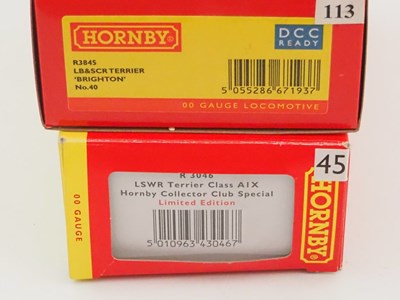 113
HORNBY
DCC
READY
R3845
LB&SCR TERRIER
'BRIGHTON'
No.40
5 055286 671937
00 GAUGE LOCOMOTIVE
45
R 3046
LSWR Terrier Class A1X
Hornby Collector Club Special
Limited Edition
5 010963 430467
00 GAUGE
HORNBY